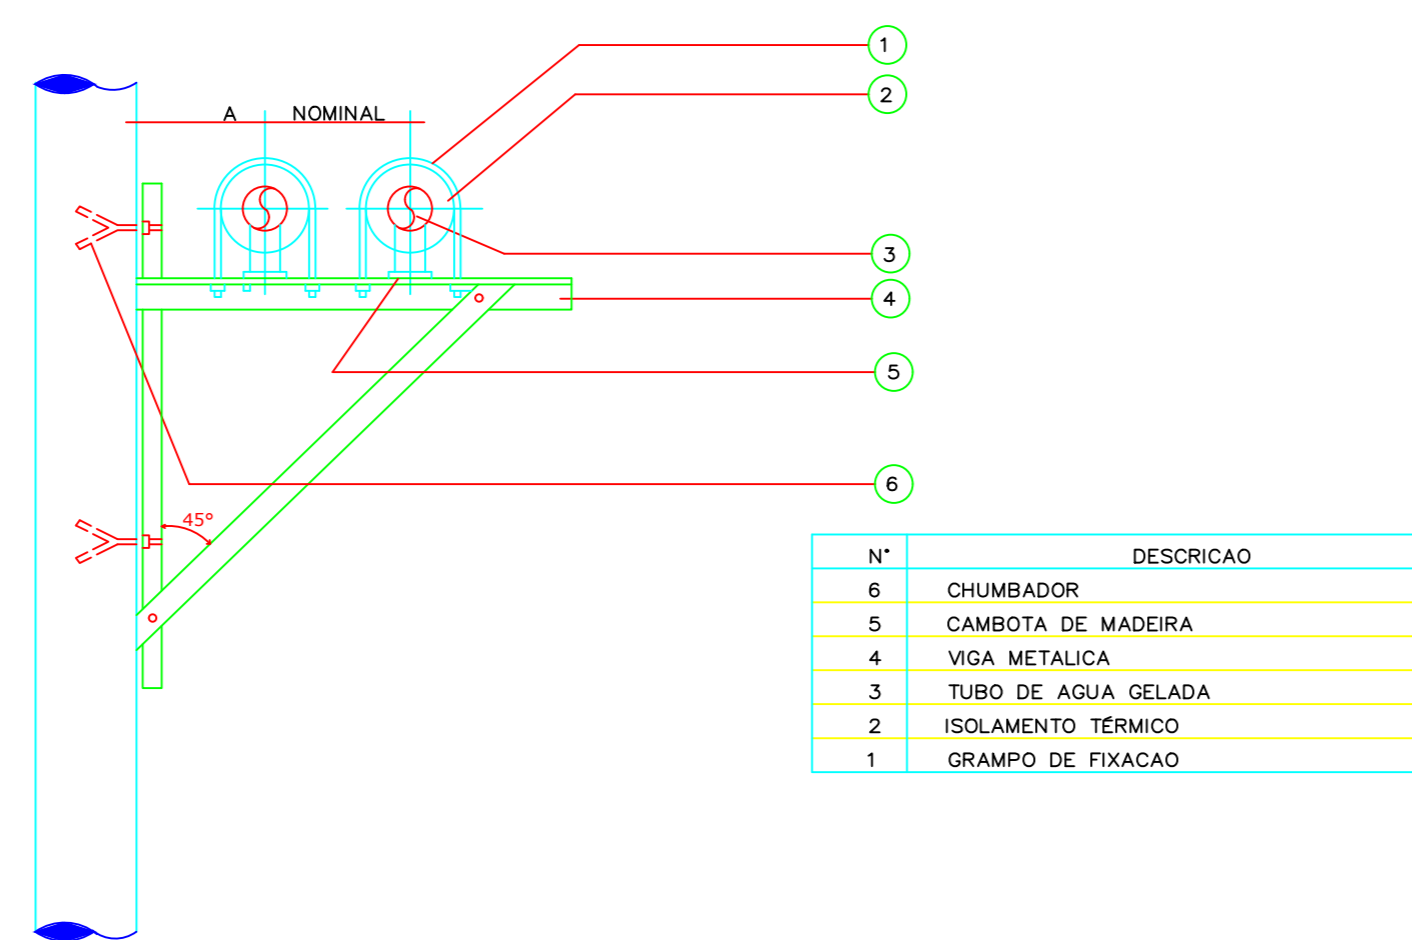 1
2
A NOMINAL
3
4
5
6
45°
N° DESCRICAO
6 CHUMBADOR
5 CAMBOTA DE MADEIRA
4 VIGA METALICA
3 TUBO DE AGUA GELADA
2 ISOLAMENTO TÉRMICO
1 GRAMPO DE FIXACAO